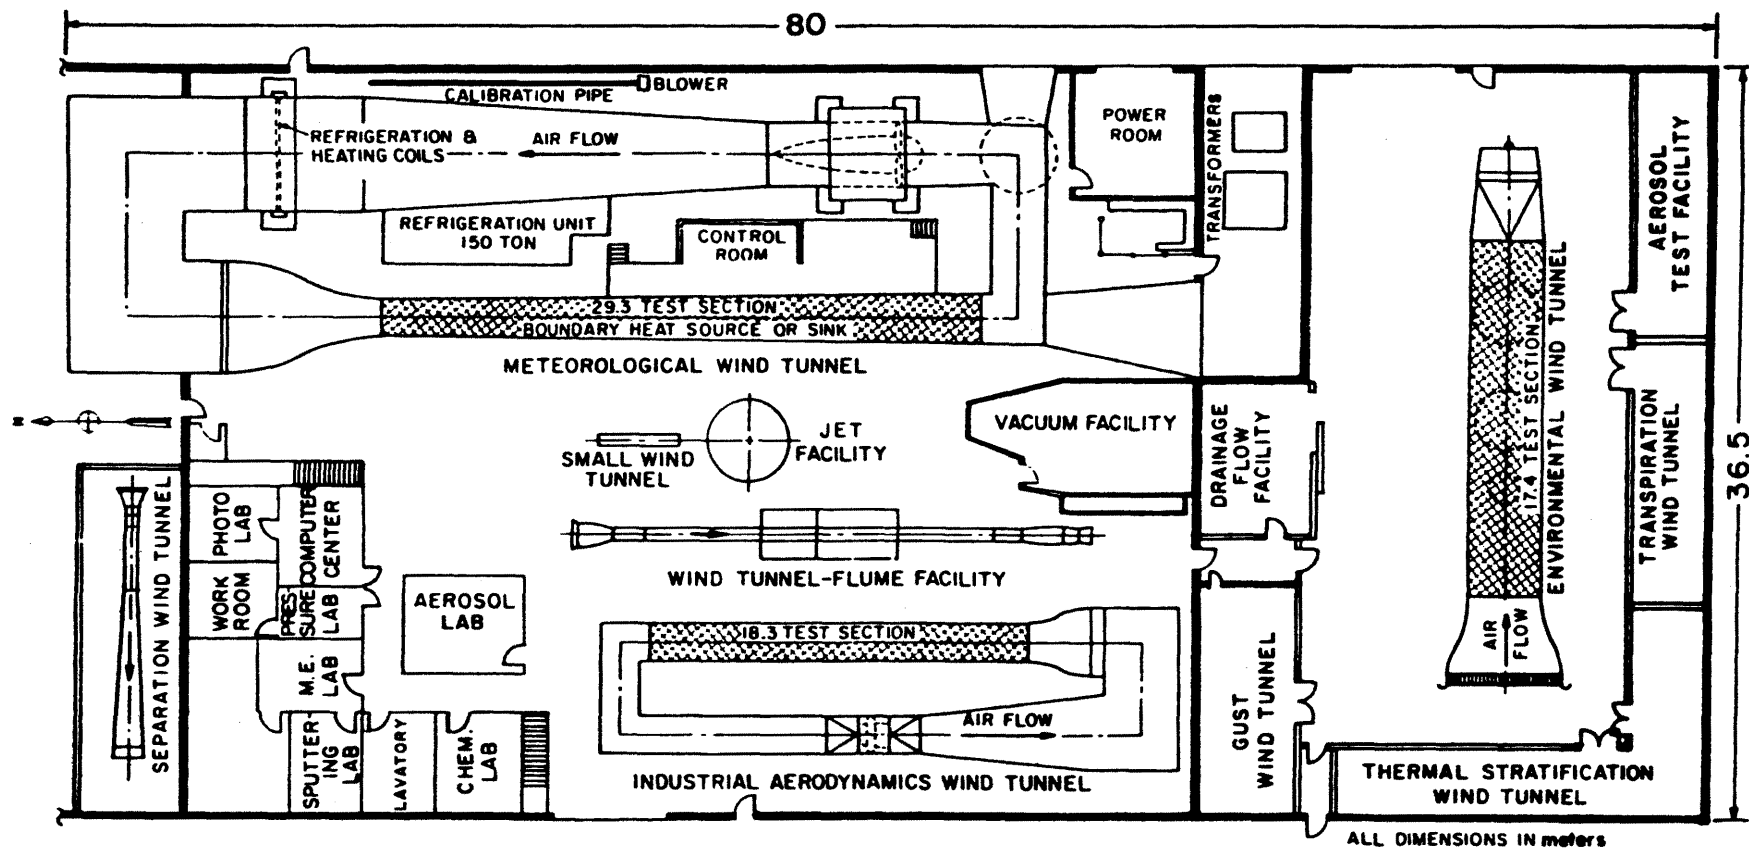 80
BLOWER
CALIBRATION PIPE
REFRIGERATION &
HEATING COILS
AIR FLOW
POWER
ROOM
TRANSFORMERS
AEROSOL
TEST FACILITY
REFRIGERATION UNIT
150 TON
CONTROL
ROOM
29.3 TEST SECTION
BOUNDARY HEAT SOURCE OR SINK
METEOROLOGICAL WIND TUNNEL
17.4 TEST SECTION
ENVIRONMENTAL WIND TUNNEL
AIR
FLOW
N
JET
FACILITY
SMALL WIND
TUNNEL
VACUUM FACILITY
DRAINAGE
FLOW
FACILITY
TRANSPIRATION
WIND TUNNEL
36.5
SEPARATION WIND TUNNEL
PHOTO
LAB
COMPUTER
CENTER
WORK
ROOM
PRES-
SURE
LAB
AEROSOL
LAB
WIND TUNNEL-FLUME FACILITY
M.E.
LAB
18.3 TEST SECTION
AIR FLOW
SPUTTER-
ING
LAB
LAVATORY
CHEM.
LAB
INDUSTRIAL AERODYNAMICS WIND TUNNEL
GUST
WIND TUNNEL
THERMAL STRATIFICATION
WIND TUNNEL
ALL DIMENSIONS IN meters